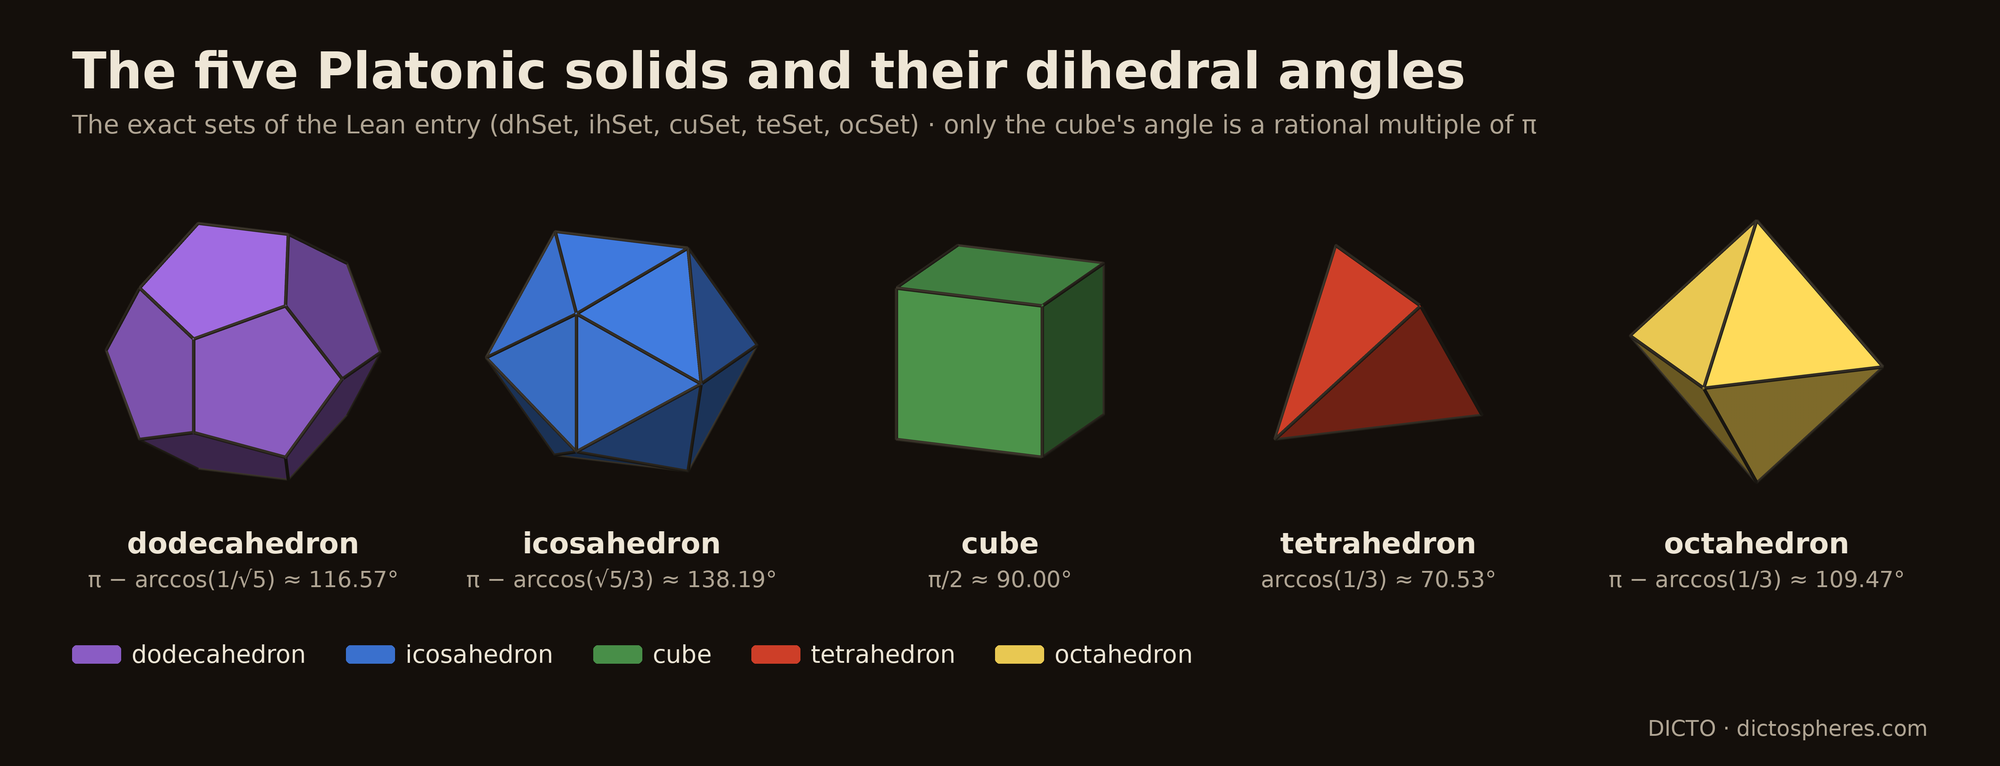 The five Platonic solids and their dihedral angles
The exact sets of the Lean entry (dhSet, ihSet, cuSet, teSet, ocSet) · only the cube's angle is a rational multiple of π
dodecahedron
π − arccos(1/√5) ≈ 116.57°
icosahedron
π − arccos(√5/3) ≈ 138.19°
cube
π/2 ≈ 90.00°
tetrahedron
arccos(1/3) ≈ 70.53°
octahedron
π − arccos(1/3) ≈ 109.47°
dodecahedron
icosahedron
cube
tetrahedron
octahedron
DICTO · dictospheres.com